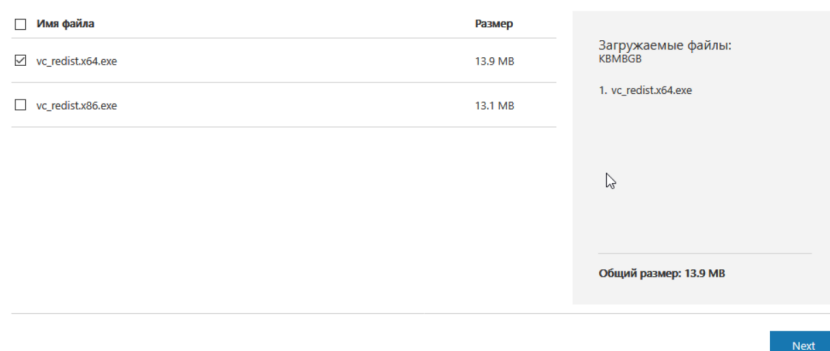 Имя файла Размер
vc_redist.x64.exe 13.9 MB
vc_redist.x86.exe 13.1 MB
Загружаемые файлы:
KBMBGB
1. vc_redist.x64.exe
Общий размер: 13.9 MB
Next